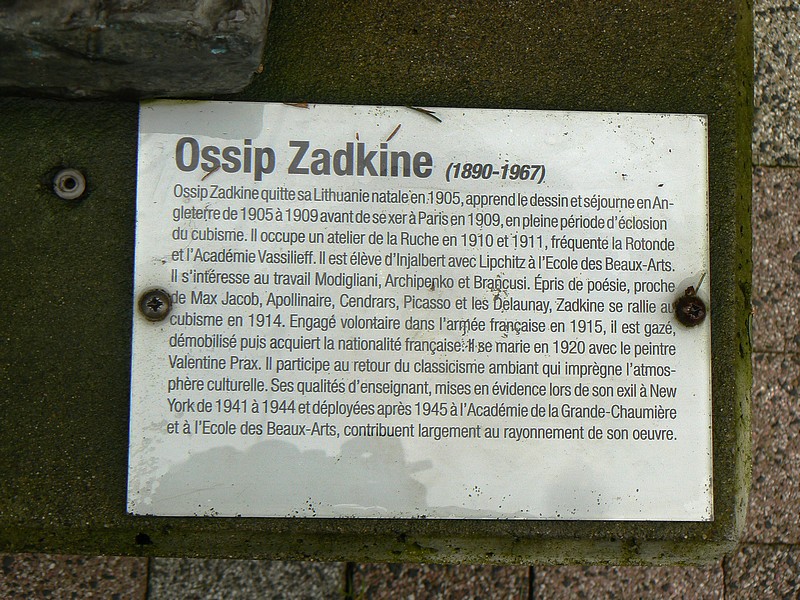 Ossip Zadkine (1890-1967)
Ossip Zadkine quitte sa Lithuanie natale en 1905, apprend le dessin et séjourne en An-
gleterre de 1905 à 1909 avant de se xer à Paris en 1909, en pleine période d'éclosion
du cubisme. Il occupe un atelier de la Ruche en 1910 et 1911, fréquente la Rotonde
et l'Académie Vassilieff. Il est élève d'Injalbert avec Lipchitz à l'Ecole des Beaux-Arts.
Il s'intéresse au travail Modigliani, Archipenko et Brancusi. Épris de poésie, proche
de Max Jacob, Apollinaire, Cendrars, Picasso et les Delaunay, Zadkine se rallie au
cubisme en 1914. Engagé volontaire dans l'armée française en 1915, il est gazé,
démobilisé puis acquiert la nationalité française. Il se marie en 1920 avec le peintre
Valentine Prax. Il participe au retour du classicisme ambiant qui imprègne l'atmos-
phère culturelle. Ses qualités d'enseignant, mises en évidence lors de son exil à New
York de 1941 à 1944 et déployées après 1945 à l'Académie de la Grande-Chaumière
et à l'Ecole des Beaux-Arts, contribuent largement au rayonnement de son oeuvre.